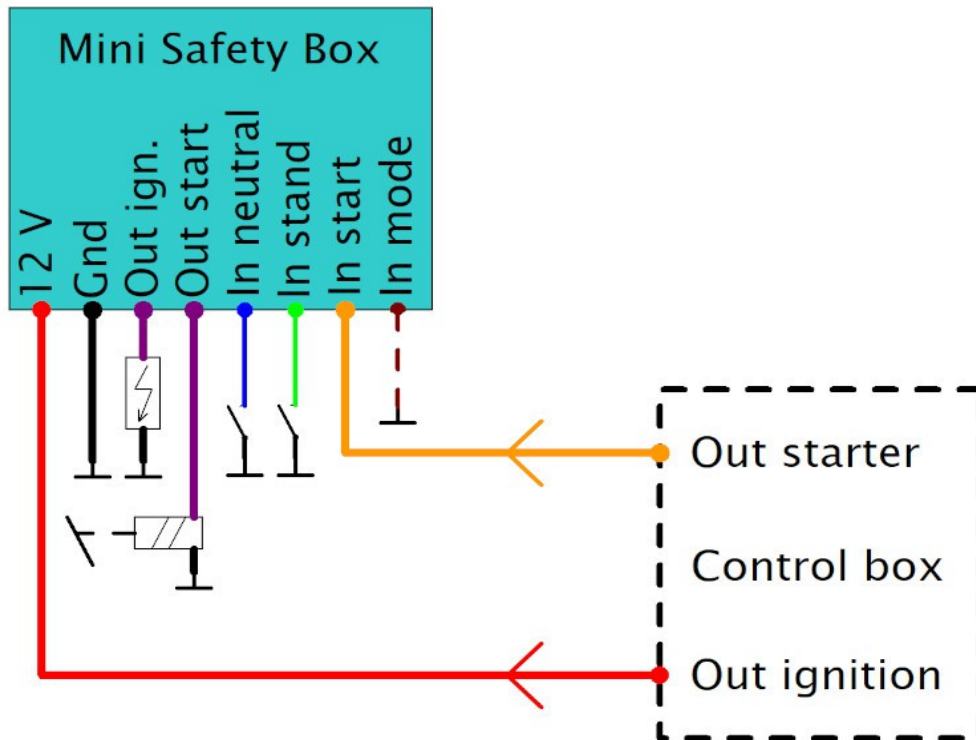 Mini Safety Box
12 V
Gnd
Out ign.
Out start
In neutral
In stand
In start
In mode
Out starter
Control box
Out ignition